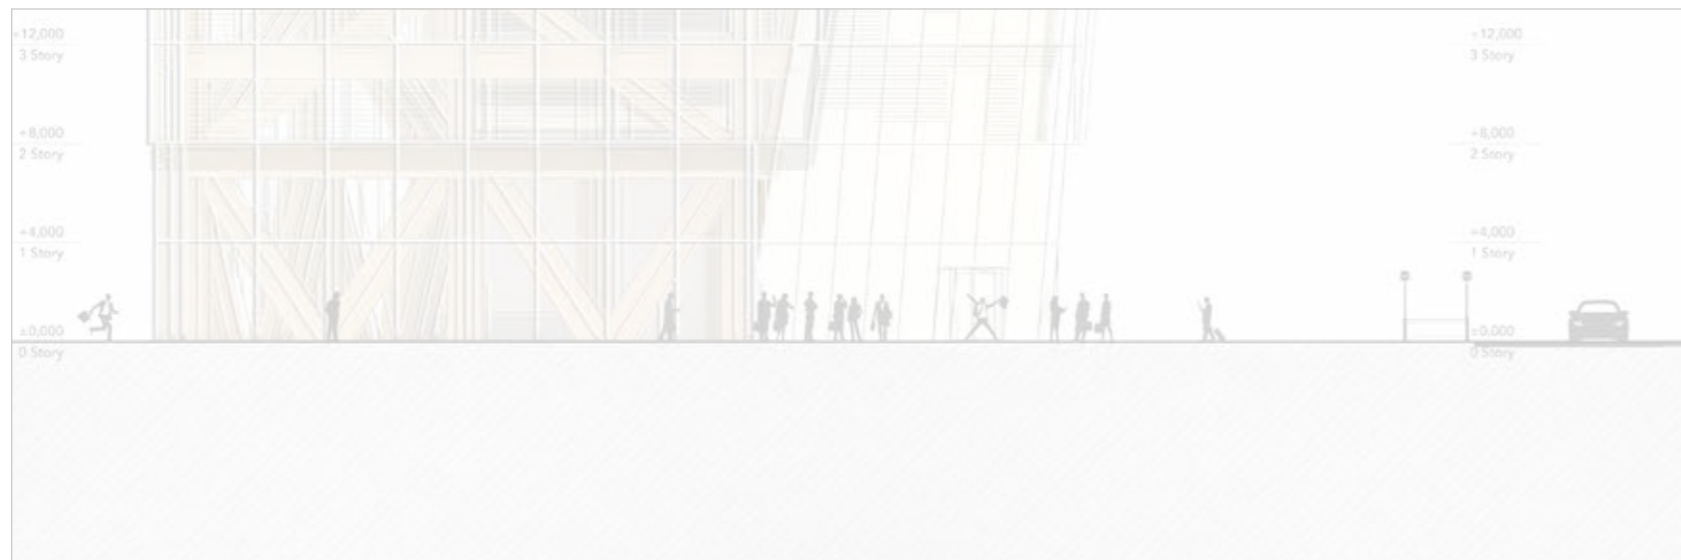 +12,000
3 Story
+8,000
2 Story
+4,000
1 Story
±0,000
0 Story
+12,000
3 Story
+8,000
2 Story
+4,000
1 Story
±0,000
0 Story